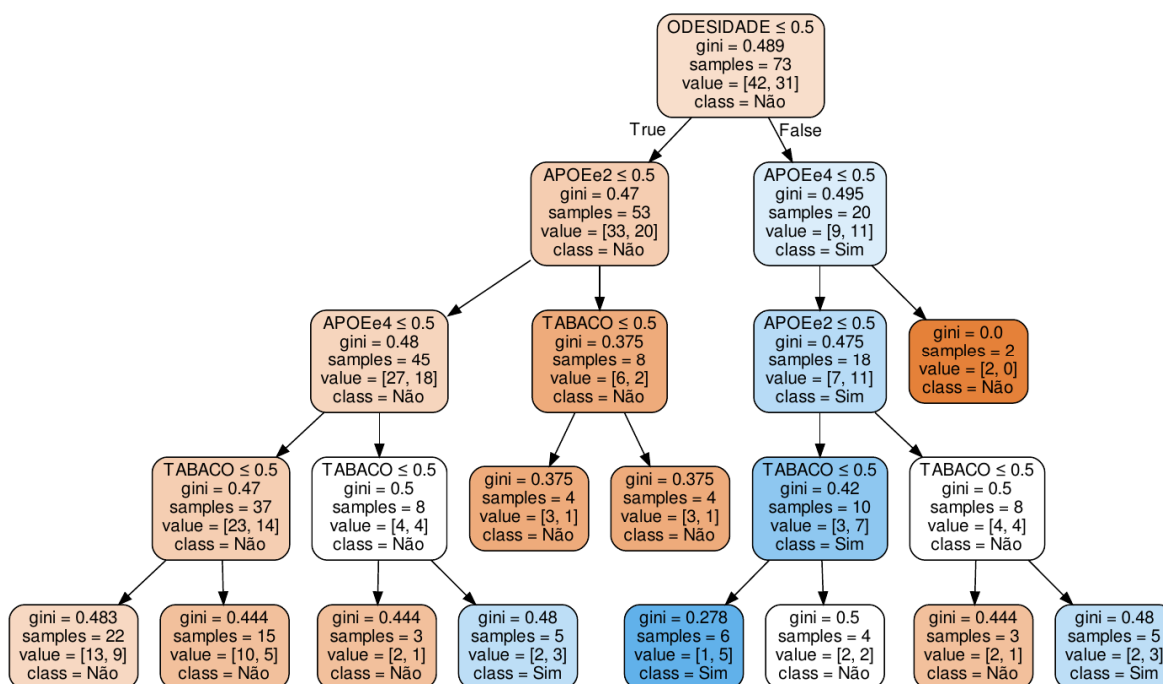 ODESIDADE ≤ 0.5
gini = 0.489
samples = 73
value = [42, 31]
class = Não
True
False
APOEe2 ≤ 0.5
gini = 0.47
samples = 53
value = [33, 20]
class = Não
APOEe4 ≤ 0.5
gini = 0.495
samples = 20
value = [9, 11]
class = Sim
APOEe4 ≤ 0.5
gini = 0.48
samples = 45
value = [27, 18]
class = Não
TABACO ≤ 0.5
gini = 0.375
samples = 8
value = [6, 2]
class = Não
APOEe2 ≤ 0.5
gini = 0.475
samples = 18
value = [7, 11]
class = Sim
gini = 0.0
samples = 2
value = [2, 0]
class = Não
TABACO ≤ 0.5
gini = 0.47
samples = 37
value = [23, 14]
class = Não
TABACO ≤ 0.5
gini = 0.5
samples = 8
value = [4, 4]
class = Não
gini = 0.375
samples = 4
value = [3, 1]
class = Não
gini = 0.375
samples = 4
value = [3, 1]
class = Não
TABACO ≤ 0.5
gini = 0.42
samples = 10
value = [3, 7]
class = Sim
TABACO ≤ 0.5
gini = 0.5
samples = 8
value = [4, 4]
class = Não
gini = 0.483
samples = 22
value = [13, 9]
class = Não
gini = 0.444
samples = 15
value = [10, 5]
class = Não
gini = 0.444
samples = 3
value = [2, 1]
class = Não
gini = 0.48
samples = 5
value = [2, 3]
class = Sim
gini = 0.278
samples = 6
value = [1, 5]
class = Sim
gini = 0.5
samples = 4
value = [2, 2]
class = Não
gini = 0.444
samples = 3
value = [2, 1]
class = Não
gini = 0.48
samples = 5
value = [2, 3]
class = Sim